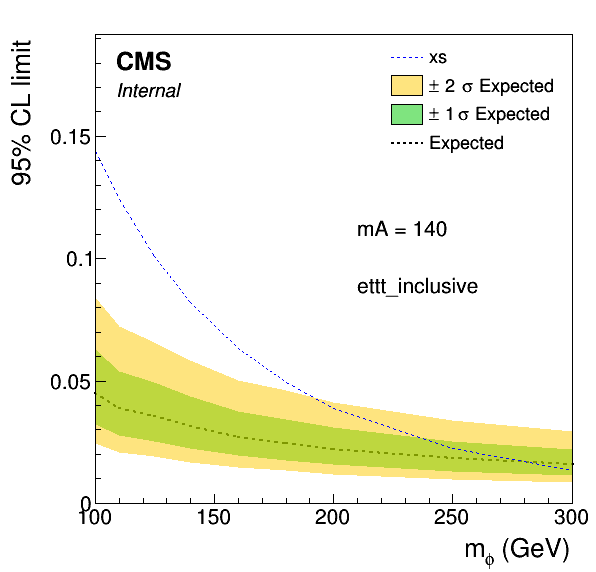 95% CL limit
CMS
Internal
xs
± 2 σ Expected
± 1 σ Expected
Expected
mA = 140
ettt_inclusive
0.15
0.1
0.05
0
100 150 200 250 300
mϕ (GeV)